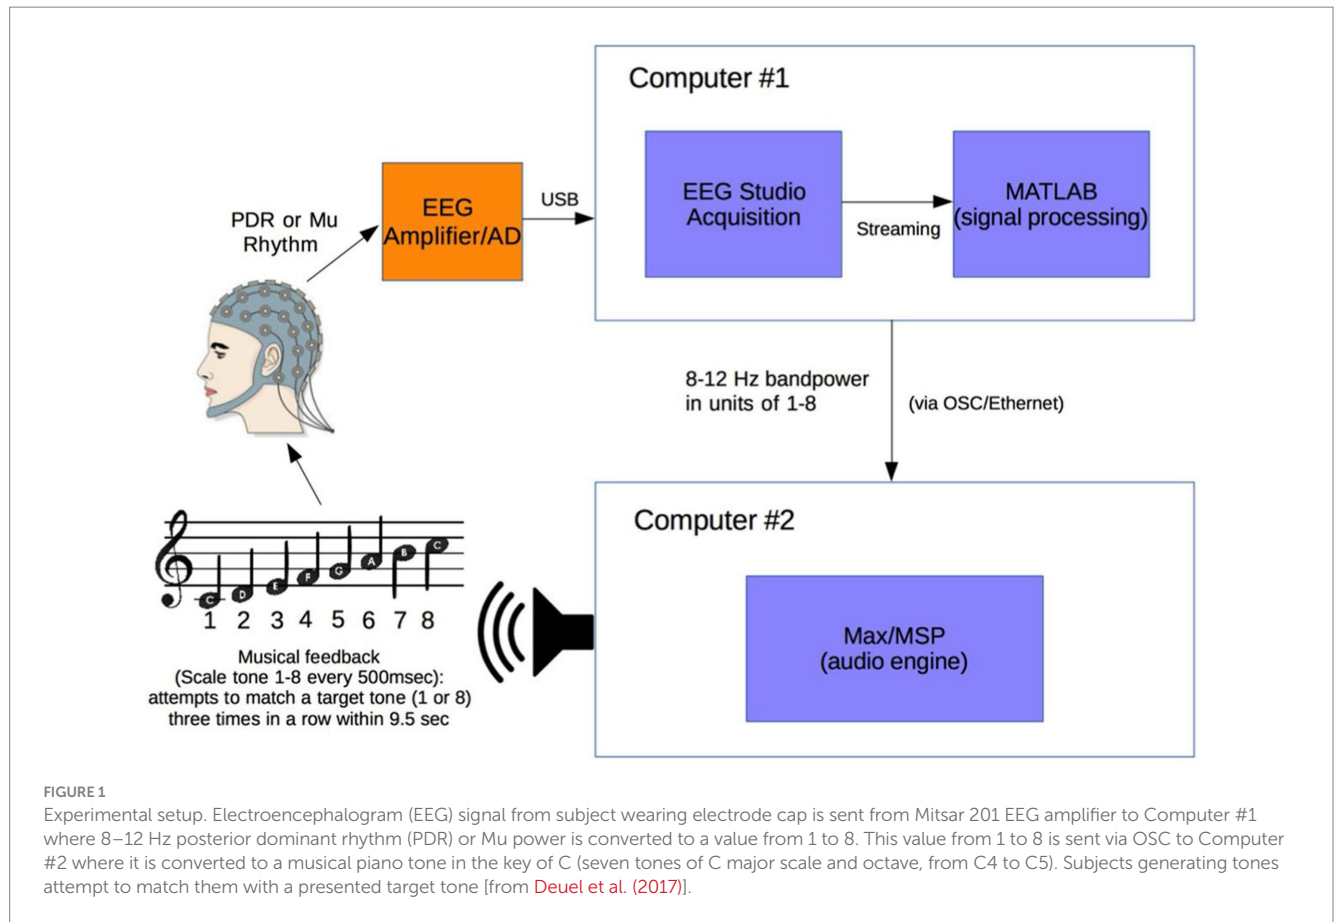 Computer #1
EEG Studio
Acquisition
MATLAB
(signal processing)
Streaming
EEG
Amplifier/AD
USB
PDR or Mu
Rhythm
8-12 Hz bandpower
in units of 1-8
(via OSC/Ethernet)
Computer #2
Max/MSP
(audio engine)
C D E F G A B C
1 2 3 4 5 6 7 8
Musical feedback
(Scale tone 1-8 every 500msec):
attempts to match a target tone (1 or 8)
three times in a row within 9.5 sec
FIGURE 1
Experimental setup. Electroencephalogram (EEG) signal from subject wearing electrode cap is sent from Mitsar 201 EEG amplifier to Computer #1
where 8–12 Hz posterior dominant rhythm (PDR) or Mu power is converted to a value from 1 to 8. This value from 1 to 8 is sent via OSC to Computer
#2 where it is converted to a musical piano tone in the key of C (seven tones of C major scale and octave, from C4 to C5). Subjects generating tones
attempt to match them with a presented target tone [from Deuel et al. (2017)].